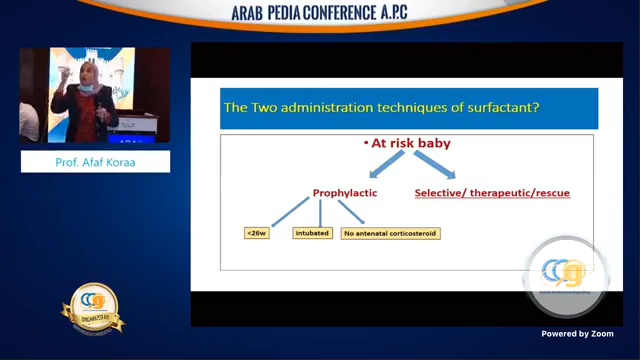 ARAB PEDIA CONFERENCE A.P.C
Prof. Afaf Koraa
The Two administration techniques of surfactant?
• At risk baby
Prophylactic
Selective/ therapeutic/rescue
<26w
Intubated
No antenatal corticosteroid
Powered by Zoom